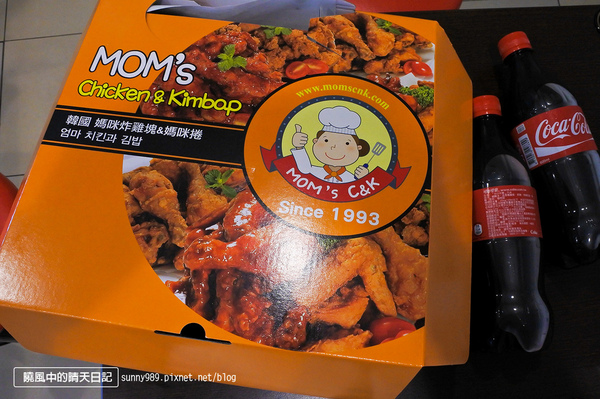 MOM's
Chicken & Kimbap
韓國 媽咪炸雞塊&媽咪捲
엄마 치킨과 김밥
www.momscnk.com
MOM's C&K
Since 1993
Coca-Cola
曉風中的晴天日記
sunny989.pixnet.net/blog